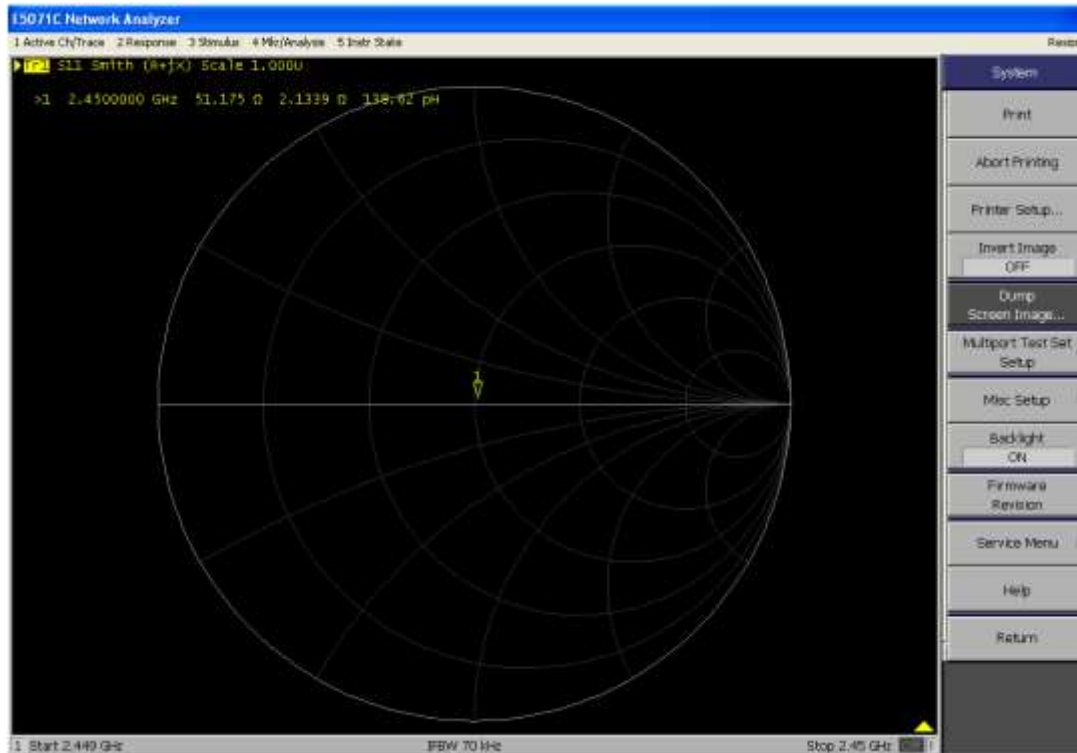 E5071C Network Analyzer
1 Active Ch/Trace 2 Response 3 Stimulus 4 Mkr/Analysis 5 Instr State
Tr1 S11 Smith (R+jX) Scale 1.000U
>1 2.4500000 GHz 51.175 Ω 2.1339 Ω 138.62 pH
1
System
Print
Abort Printing
Printer Setup...
Invert Image
OFF
Dump
Screen Image...
Multiport Test Set
Setup
Misc Setup
Backlight
ON
Firmware
Revision
Service Menu
Help
Return
1 Start 2.449 GHz IFBW 70 kHz Stop 2.45 GHz